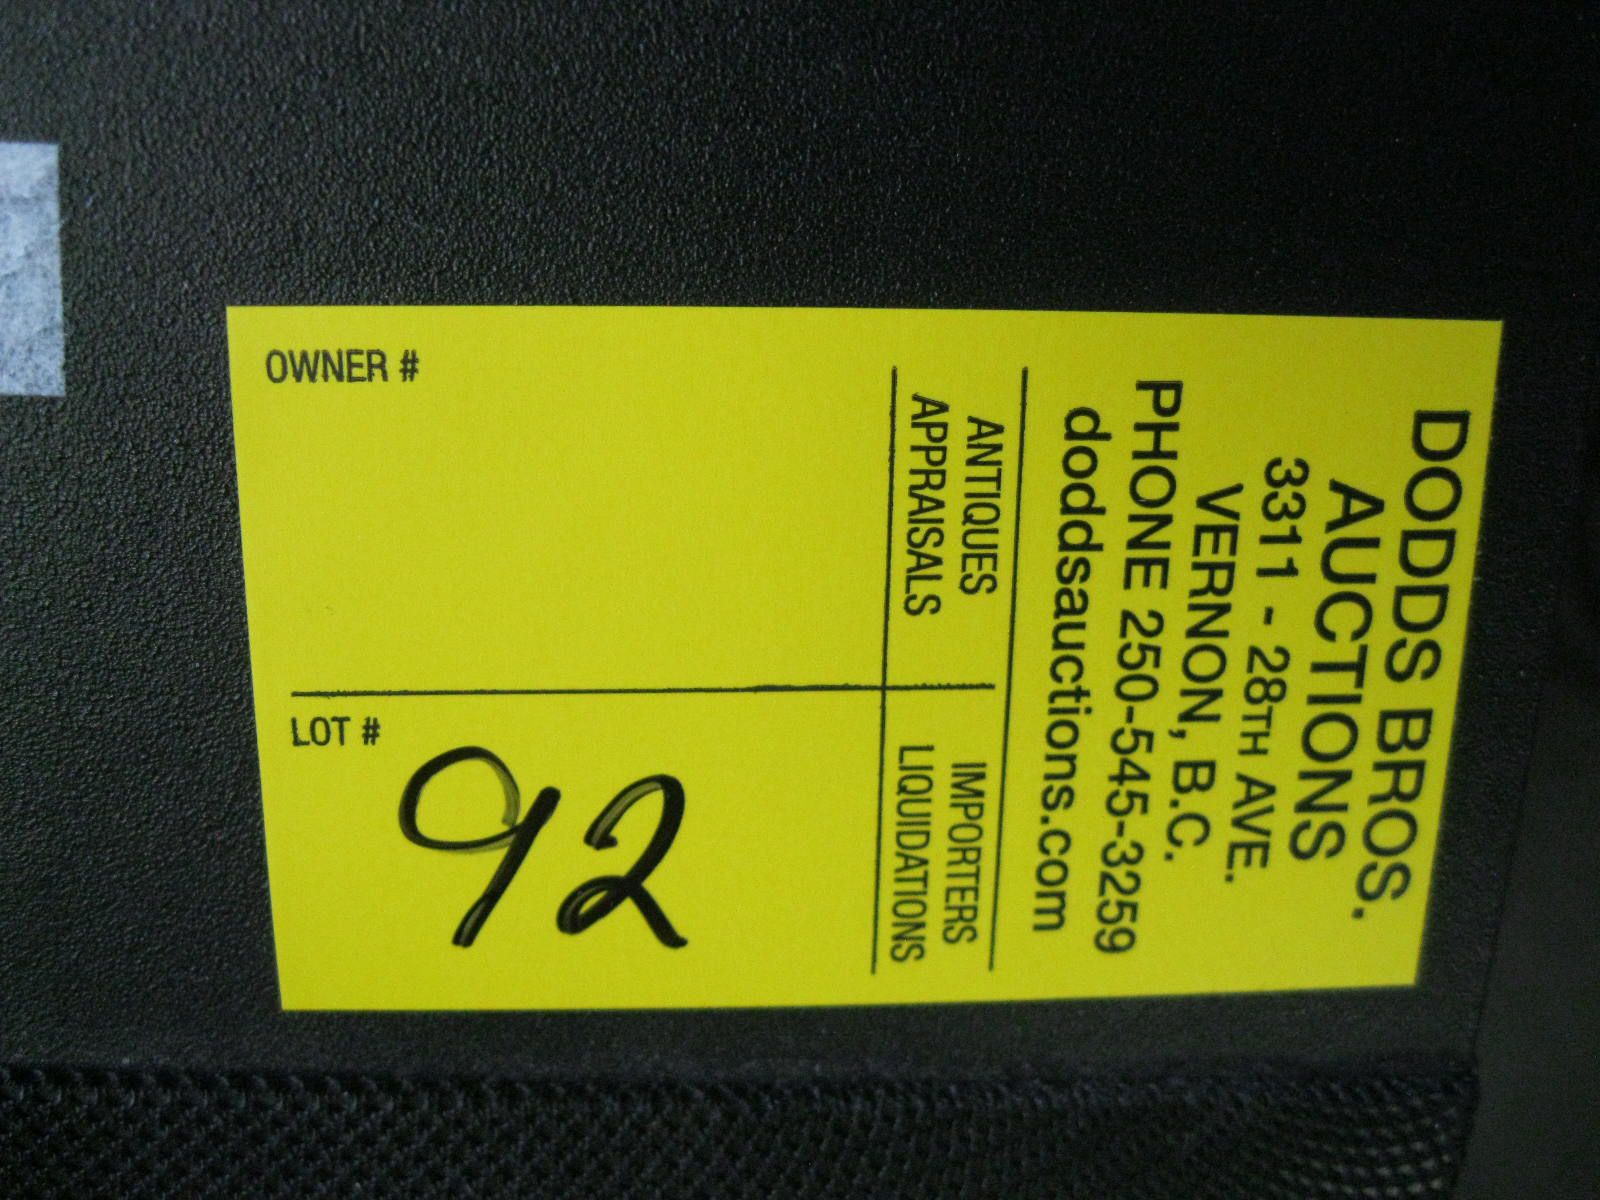 DODDS BROS.
AUCTIONS
3311 - 28TH AVE.
VERNON, B.C.
PHONE 250-545-3259
doddsauctions.com
ANTIQUES
APPRAISALS
IMPORTERS
LIQUIDATIONS
OWNER #
LOT #
92